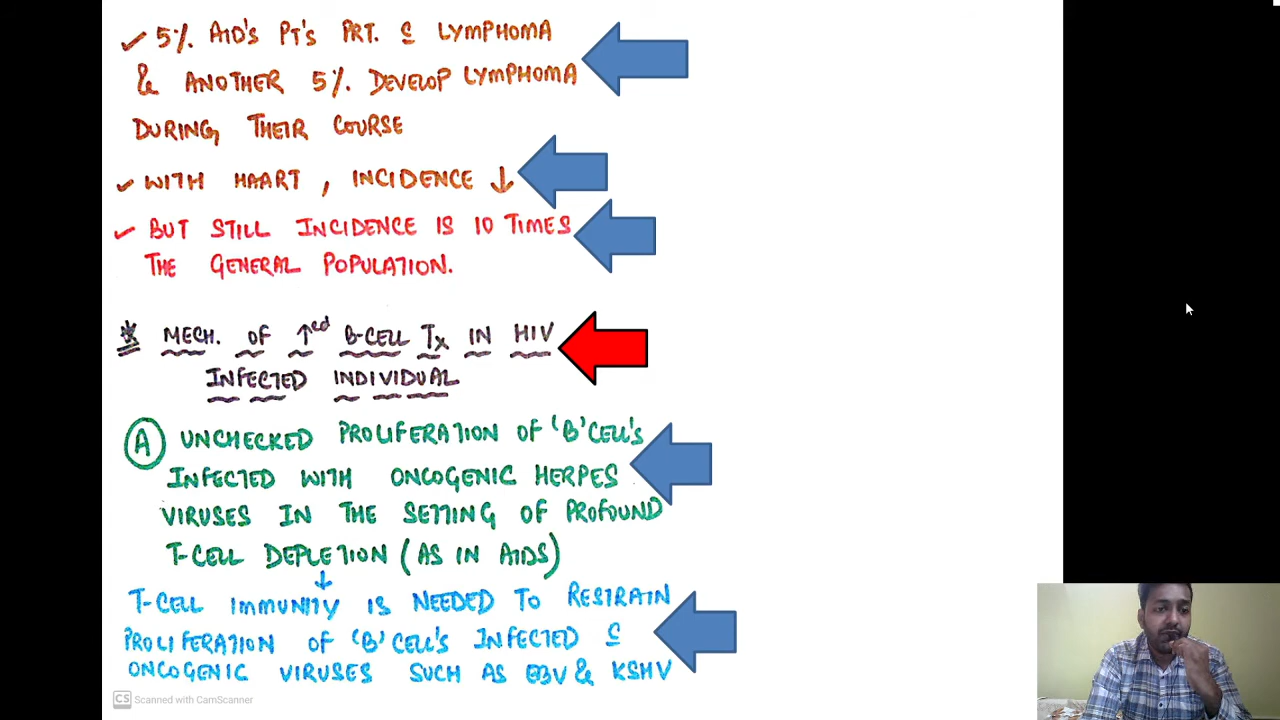 ✓ 5% AID'S PT'S PRT. C̄ LYMPHOMA
& ANOTHER 5% DEVELOP LYMPHOMA
DURING THEIR COURSE
✓ WITH HAART, INCIDENCE ↓
✓ BUT STILL INCIDENCE IS 10 TIMES
THE GENERAL POPULATION.
* MECH. OF ↑ed B-CELL Tx IN HIV
INFECTED INDIVIDUAL
(A) UNCHECKED PROLIFERATION OF 'B' CELL'S
INFECTED WITH ONCOGENIC HERPES
VIRUSES IN THE SETTING OF PROFOUND
T-CELL DEPLETION (AS IN AIDS)
↓
T-CELL IMMUNITY IS NEEDED TO RESTRAIN
PROLIFERATION OF 'B' CELL'S INFECTED C̄
ONCOGENIC VIRUSES SUCH AS EBV & KSHV
CS Scanned with CamScanner